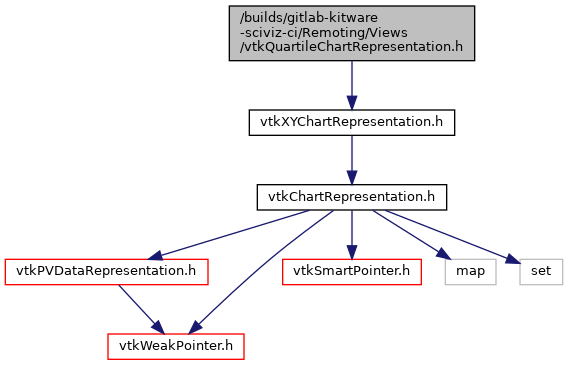 /builds/gitlab-kitware
-sciviz-ci/Remoting/Views
/vtkQuartileChartRepresentation.h
vtkXYChartRepresentation.h
vtkChartRepresentation.h
vtkPVDataRepresentation.h
vtkSmartPointer.h
map
set
vtkWeakPointer.h